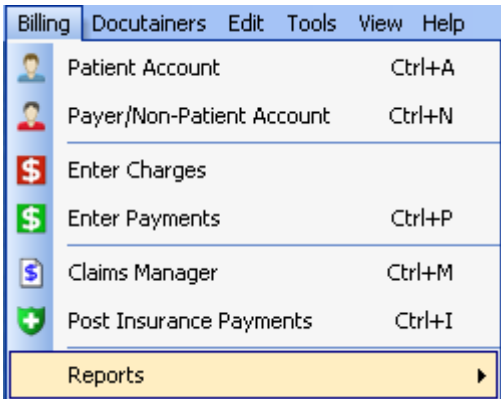 Billing Docutainers Edit Tools View Help
Patient Account Ctrl+A
Payer/Non-Patient Account Ctrl+N
$ Enter Charges
$ Enter Payments Ctrl+P
$ Claims Manager Ctrl+M
Post Insurance Payments Ctrl+I
Reports